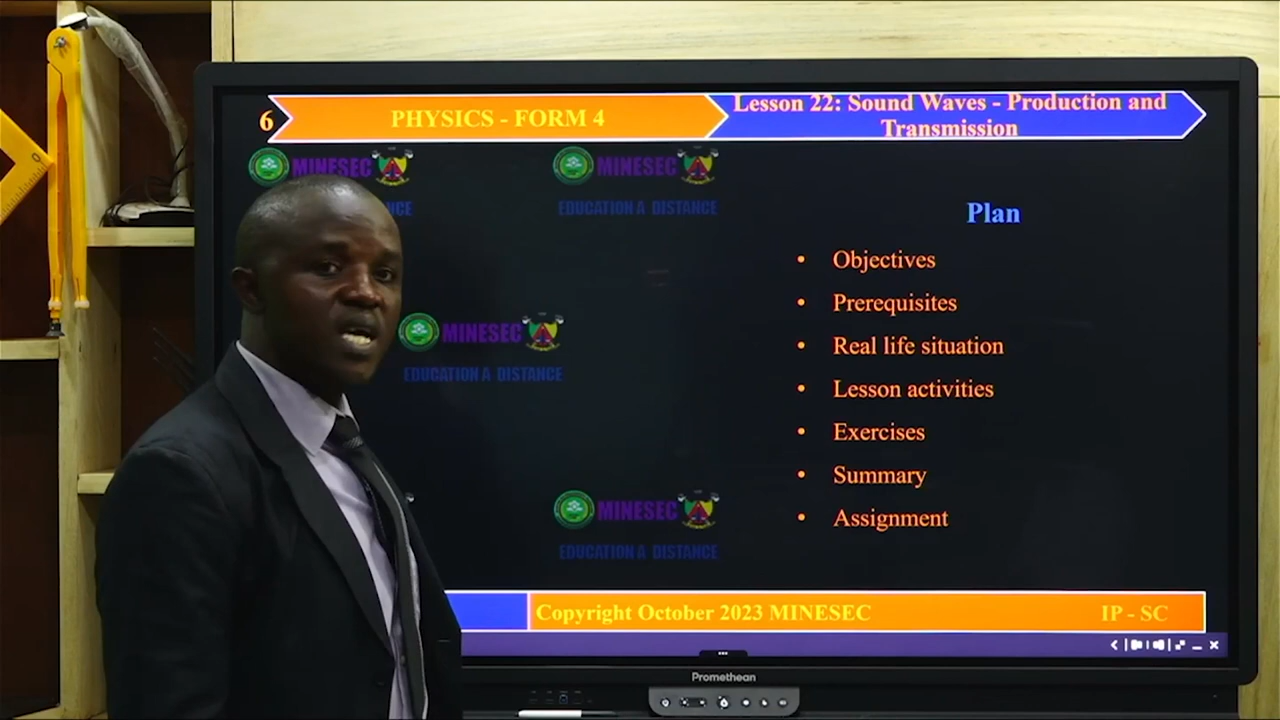 6
PHYSICS - FORM 4
Lesson 22: Sound Waves - Production and
Transmission
MINESEC
MINESEC
NCE
EDUCATION A DISTANCE
Plan
• Objectives
• Prerequisites
MINESEC
• Real life situation
EDUCATION A DISTANCE
• Lesson activities
• Exercises
• Summary
MINESEC
• Assignment
EDUCATION A DISTANCE
Copyright October 2023 MINESEC
IP - SC
Promethean